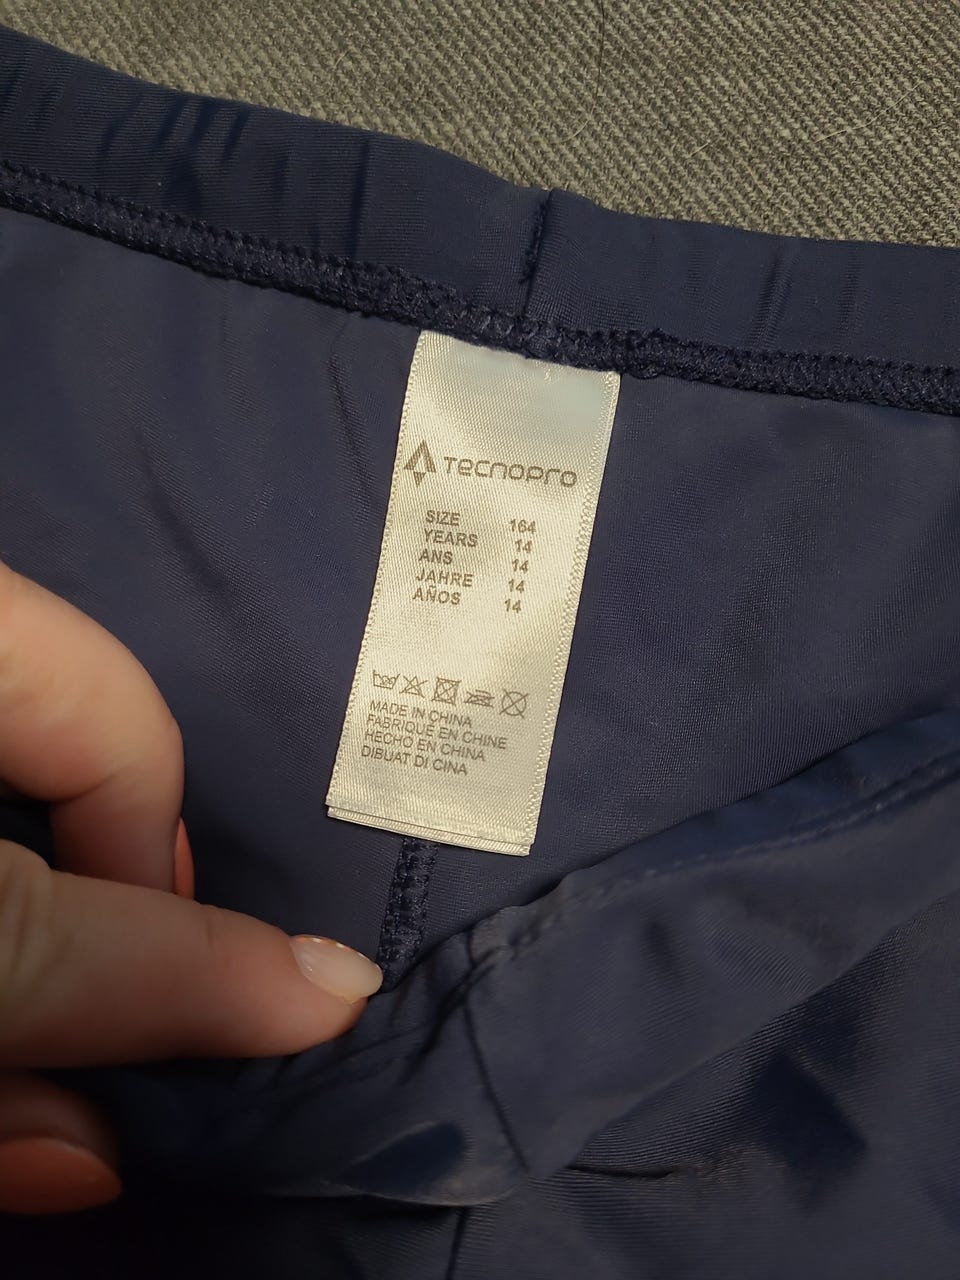 TECNOPRO
SIZE 164
YEARS 14
ANS 14
JAHRE 14
AÑOS 14
MADE IN CHINA
FABRIQUÉ EN CHINE
HECHO EN CHINA
DIBUAT DI CINA